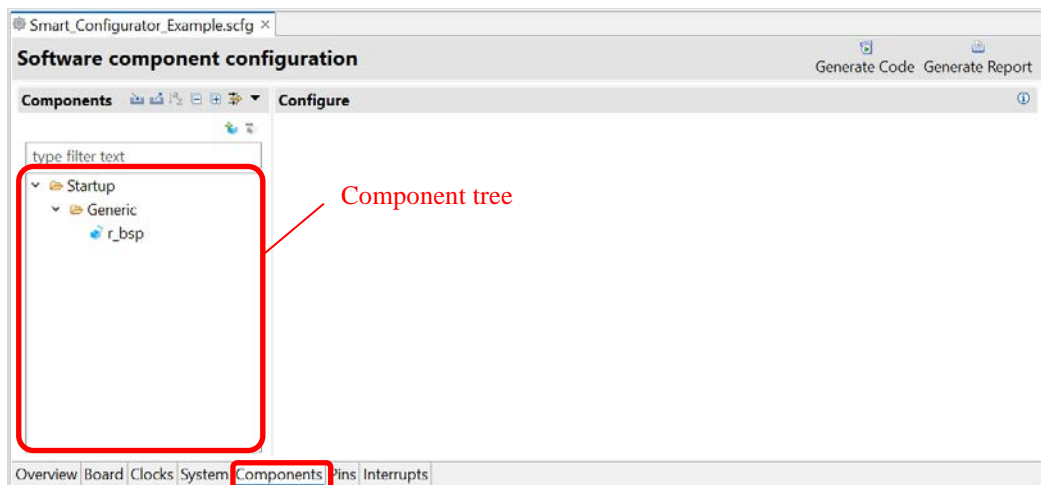 Smart_Configurator_Example.scfg ×
Software component configuration
Generate Code Generate Report
Components Configure
type filter text
Startup
Generic
r_bsp
Component tree
Overview Board Clocks System Components Pins Interrupts